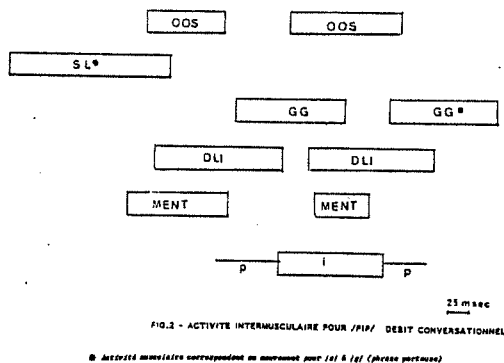 OOS OOS
SL*
GG GG*
DLI DLI
MENT MENT
p i p
25 msec
FIG.2 - ACTIVITE INTERMUSCULAIRE POUR /PIP/ DEBIT CONVERSATIONNEL
* Activité musculaire correspondant au mouvement pour /a/ & /g/ (phrase porteuse)